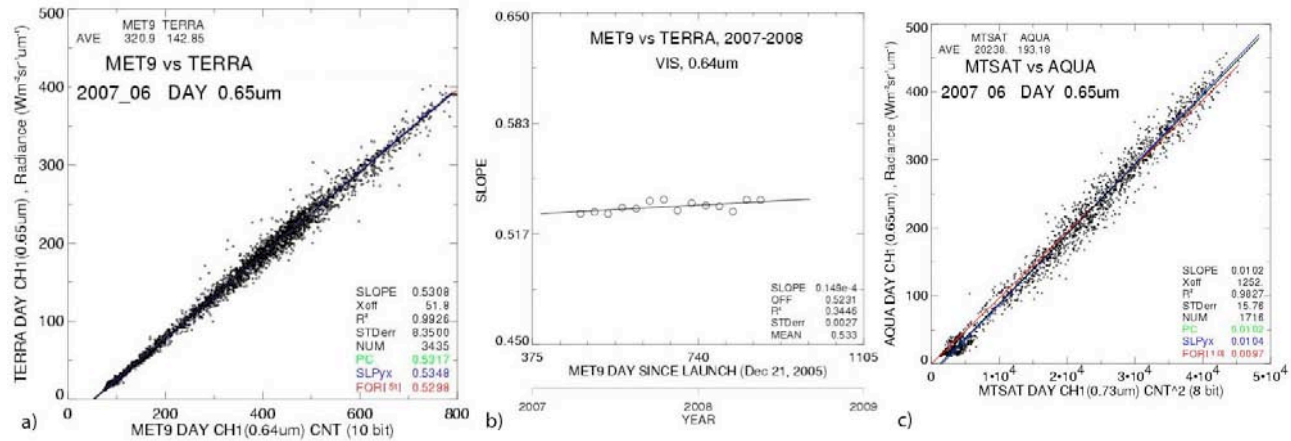 500
400
300
200
100
0
TERRA DAY CH1(0.65um) , Radiance (Wm⁻²sr⁻¹um⁻¹)
MET9 TERRA
AVE 320.9 142.85
MET9 vs TERRA
2007_06 DAY 0.65um
SLOPE 0.5308
Xoff 51.8
R² 0.9926
STDerr 8.3500
NUM 3435
PC 0.5317
SLPyx 0.5348
0.5298
0 200 400 600 800
MET9 DAY CH1(0.64um) CNT (10 bit)
a)
0.650
0.583
0.517
0.450
SLOPE
MET9 vs TERRA, 2007-2008
VIS, 0.64um
SLOPE
OFF 0.5231
R² 0.3446
STDerr 0.0027
MEAN 0.533
375 740 1105
MET9 DAY SINCE LAUNCH (Dec 21, 2005)
2007 2008 2009
YEAR
b)
500
400
300
200
100
0
AQUA DAY CH1(0.65um) , Radiance (Wm⁻²sr⁻¹um⁻¹)
MTSAT AQUA
AVE 20238. 193.18
MTSAT vs AQUA
2007 06 DAY 0.65um
SLOPE 0.0102
Xoff 1252.
R² 0.9827
STDerr 15.76
NUM 1716
PC 0.0102
SLPyx 0.0104
0.0097
0 1•10⁴ 2•10⁴ 3•10⁴ 4•10⁴ 5•10⁴
MTSAT DAY CH1(0.73um) CNT^2 (8 bit)
c)